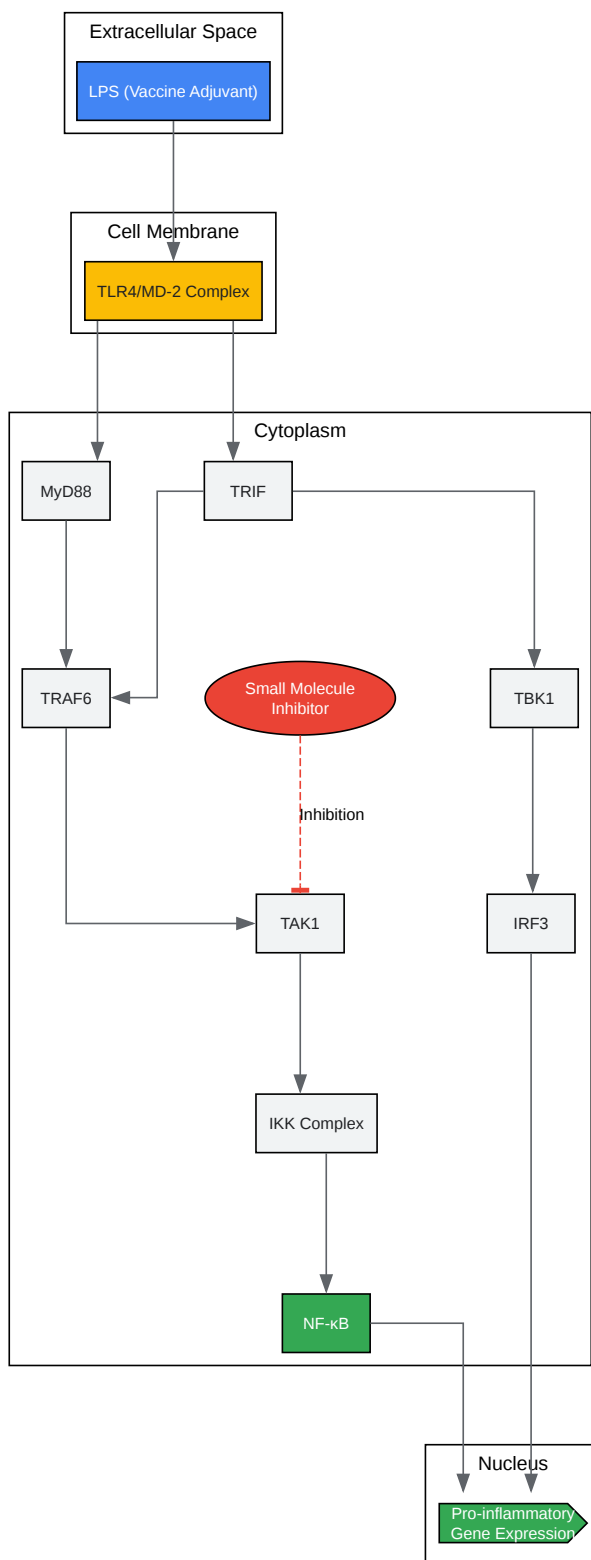 Extracellular Space
LPS (Vaccine Adjuvant)
Cell Membrane
TLR4/MD-2 Complex
Cytoplasm
MyD88
TRIF
TRAF6
Small Molecule
Inhibitor
TBK1
Inhibition
TAK1
IRF3
IKK Complex
NF-κB
Nucleus
Pro-inflammatory
Gene Expression